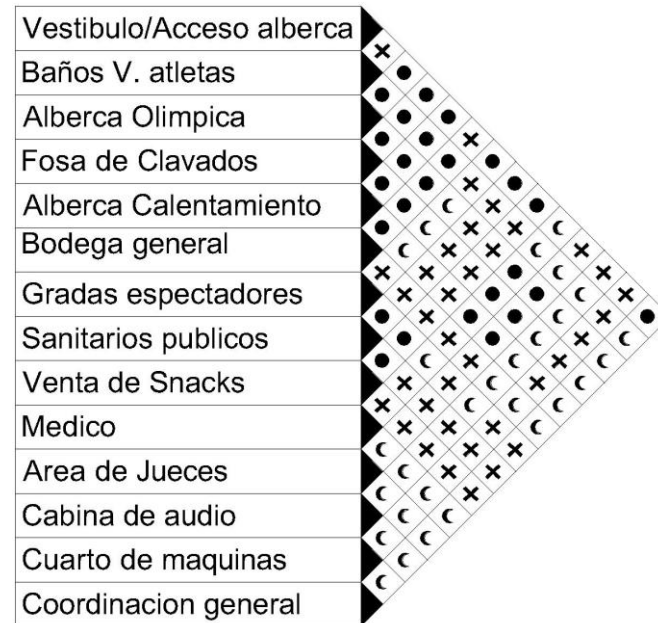 Vestibulo/Acceso alberca
Baños V. atletas
Alberca Olimpica
Fosa de Clavados
Alberca Calentamiento
Bodega general
Gradas espectadores
Sanitarios publicos
Venta de Snacks
Medico
Area de Jueces
Cabina de audio
Cuarto de maquinas
Coordinacion general